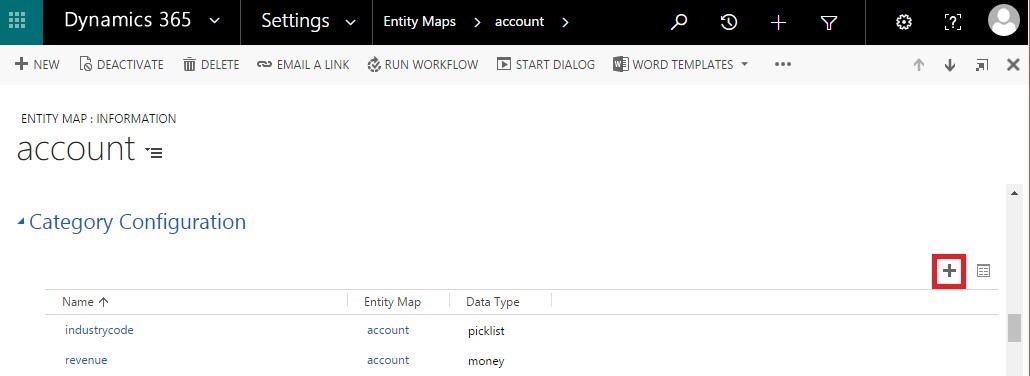 Dynamics 365 Settings Entity Maps account
NEW DEACTIVATE DELETE EMAIL A LINK RUN WORKFLOW START DIALOG WORD TEMPLATES
ENTITY MAP : INFORMATION
account
Category Configuration
Name Entity Map Data Type
industrycode account picklist
revenue account money